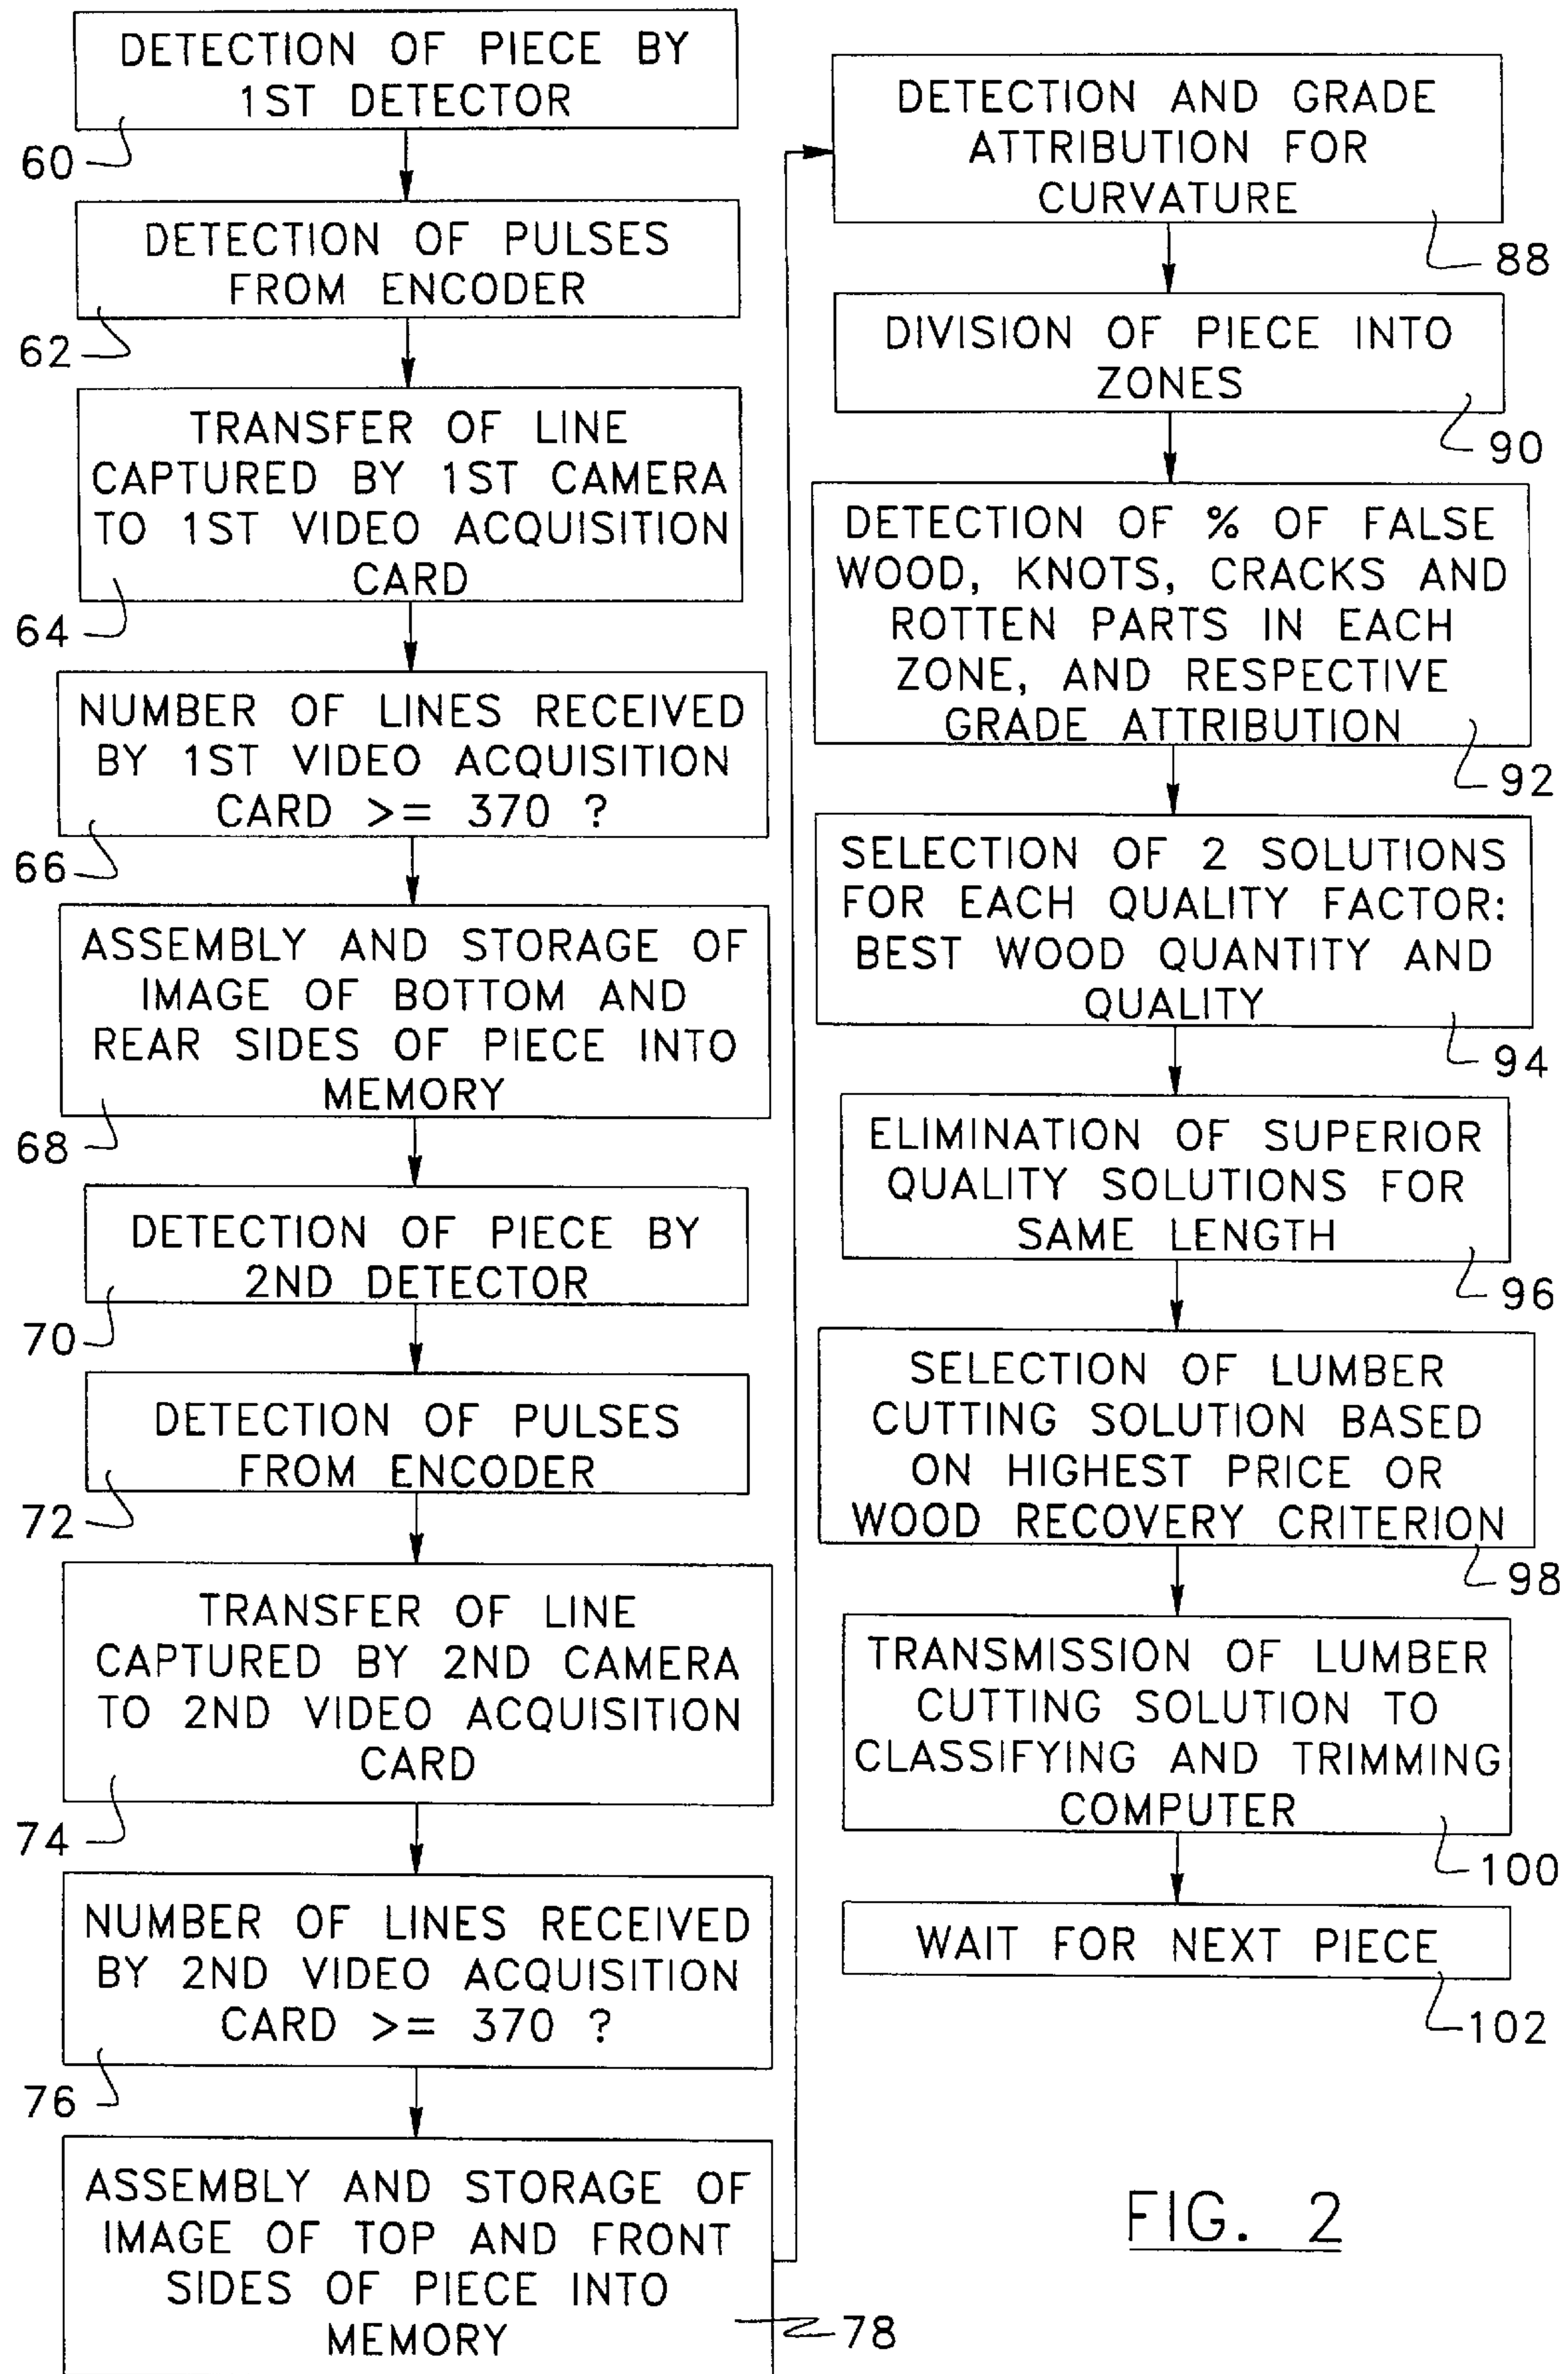 DETECTION OF PIECE BY
1ST DETECTOR
60
DETECTION OF PULSES
FROM ENCODER
62
TRANSFER OF LINE
CAPTURED BY 1ST CAMERA
TO 1ST VIDEO ACQUISITION
CARD
64
NUMBER OF LINES RECEIVED
BY 1ST VIDEO ACQUISITION
CARD >= 370 ?
66
ASSEMBLY AND STORAGE OF
IMAGE OF BOTTOM AND
REAR SIDES OF PIECE INTO
MEMORY
68
DETECTION OF PIECE BY
2ND DETECTOR
70
DETECTION OF PULSES
FROM ENCODER
72
TRANSFER OF LINE
CAPTURED BY 2ND CAMERA
TO 2ND VIDEO ACQUISITION
CARD
74
NUMBER OF LINES RECEIVED
BY 2ND VIDEO ACQUISITION
CARD >= 370 ?
76
ASSEMBLY AND STORAGE OF
IMAGE OF TOP AND FRONT
SIDES OF PIECE INTO
MEMORY
78
DETECTION AND GRADE
ATTRIBUTION FOR
CURVATURE
88
DIVISION OF PIECE INTO
ZONES
90
DETECTION OF % OF FALSE
WOOD, KNOTS, CRACKS AND
ROTTEN PARTS IN EACH
ZONE, AND RESPECTIVE
GRADE ATTRIBUTION
92
SELECTION OF 2 SOLUTIONS
FOR EACH QUALITY FACTOR:
BEST WOOD QUANTITY AND
QUALITY
94
ELIMINATION OF SUPERIOR
QUALITY SOLUTIONS FOR
SAME LENGTH
96
SELECTION OF LUMBER
CUTTING SOLUTION BASED
ON HIGHEST PRICE OR
WOOD RECOVERY CRITERION
98
TRANSMISSION OF LUMBER
CUTTING SOLUTION TO
CLASSIFYING AND TRIMMING
COMPUTER
100
WAIT FOR NEXT PIECE
102
FIG. 2